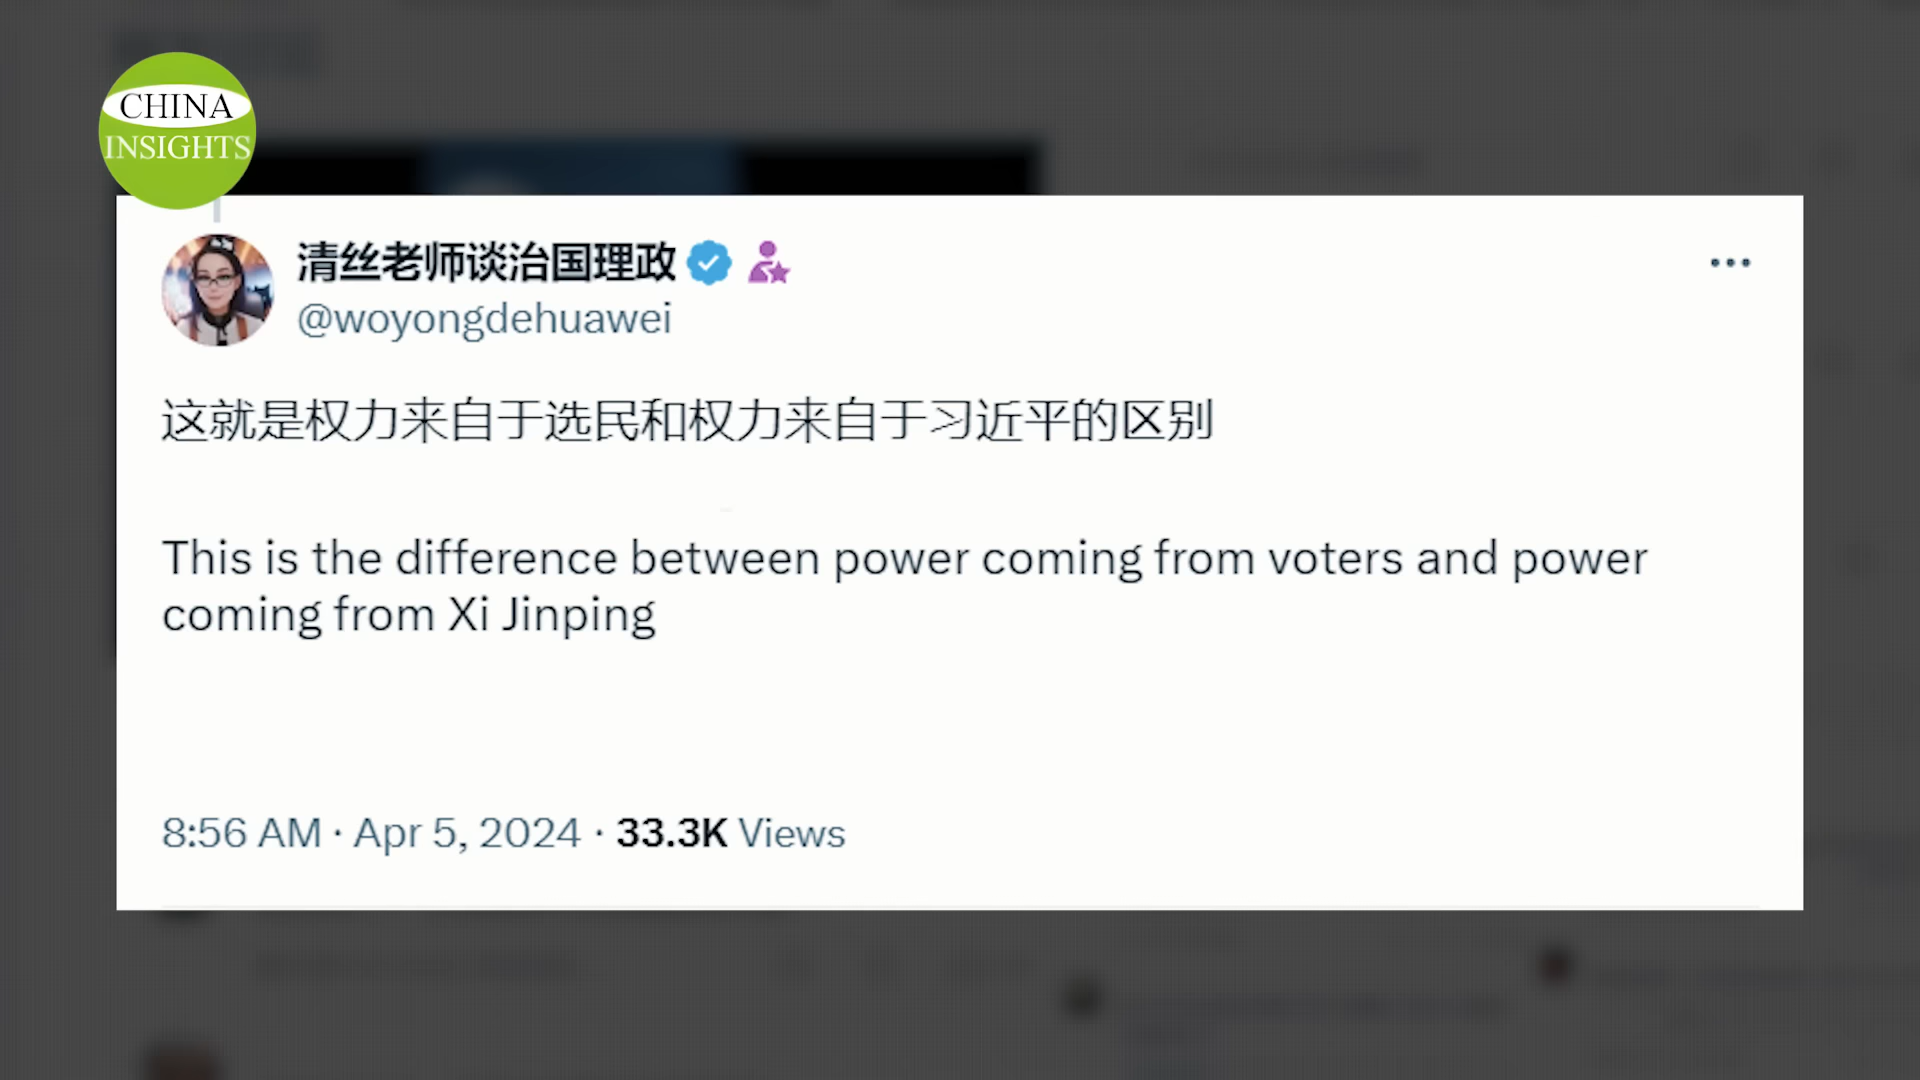 CHINA
INSIGHTS
清丝老师谈治国理政
@woyongdehuawei
这就是权力来自于选民和权力来自于习近平的区别
This is the difference between power coming from voters and power
coming from Xi Jinping
8:56 AM · Apr 5, 2024 · 33.3K Views